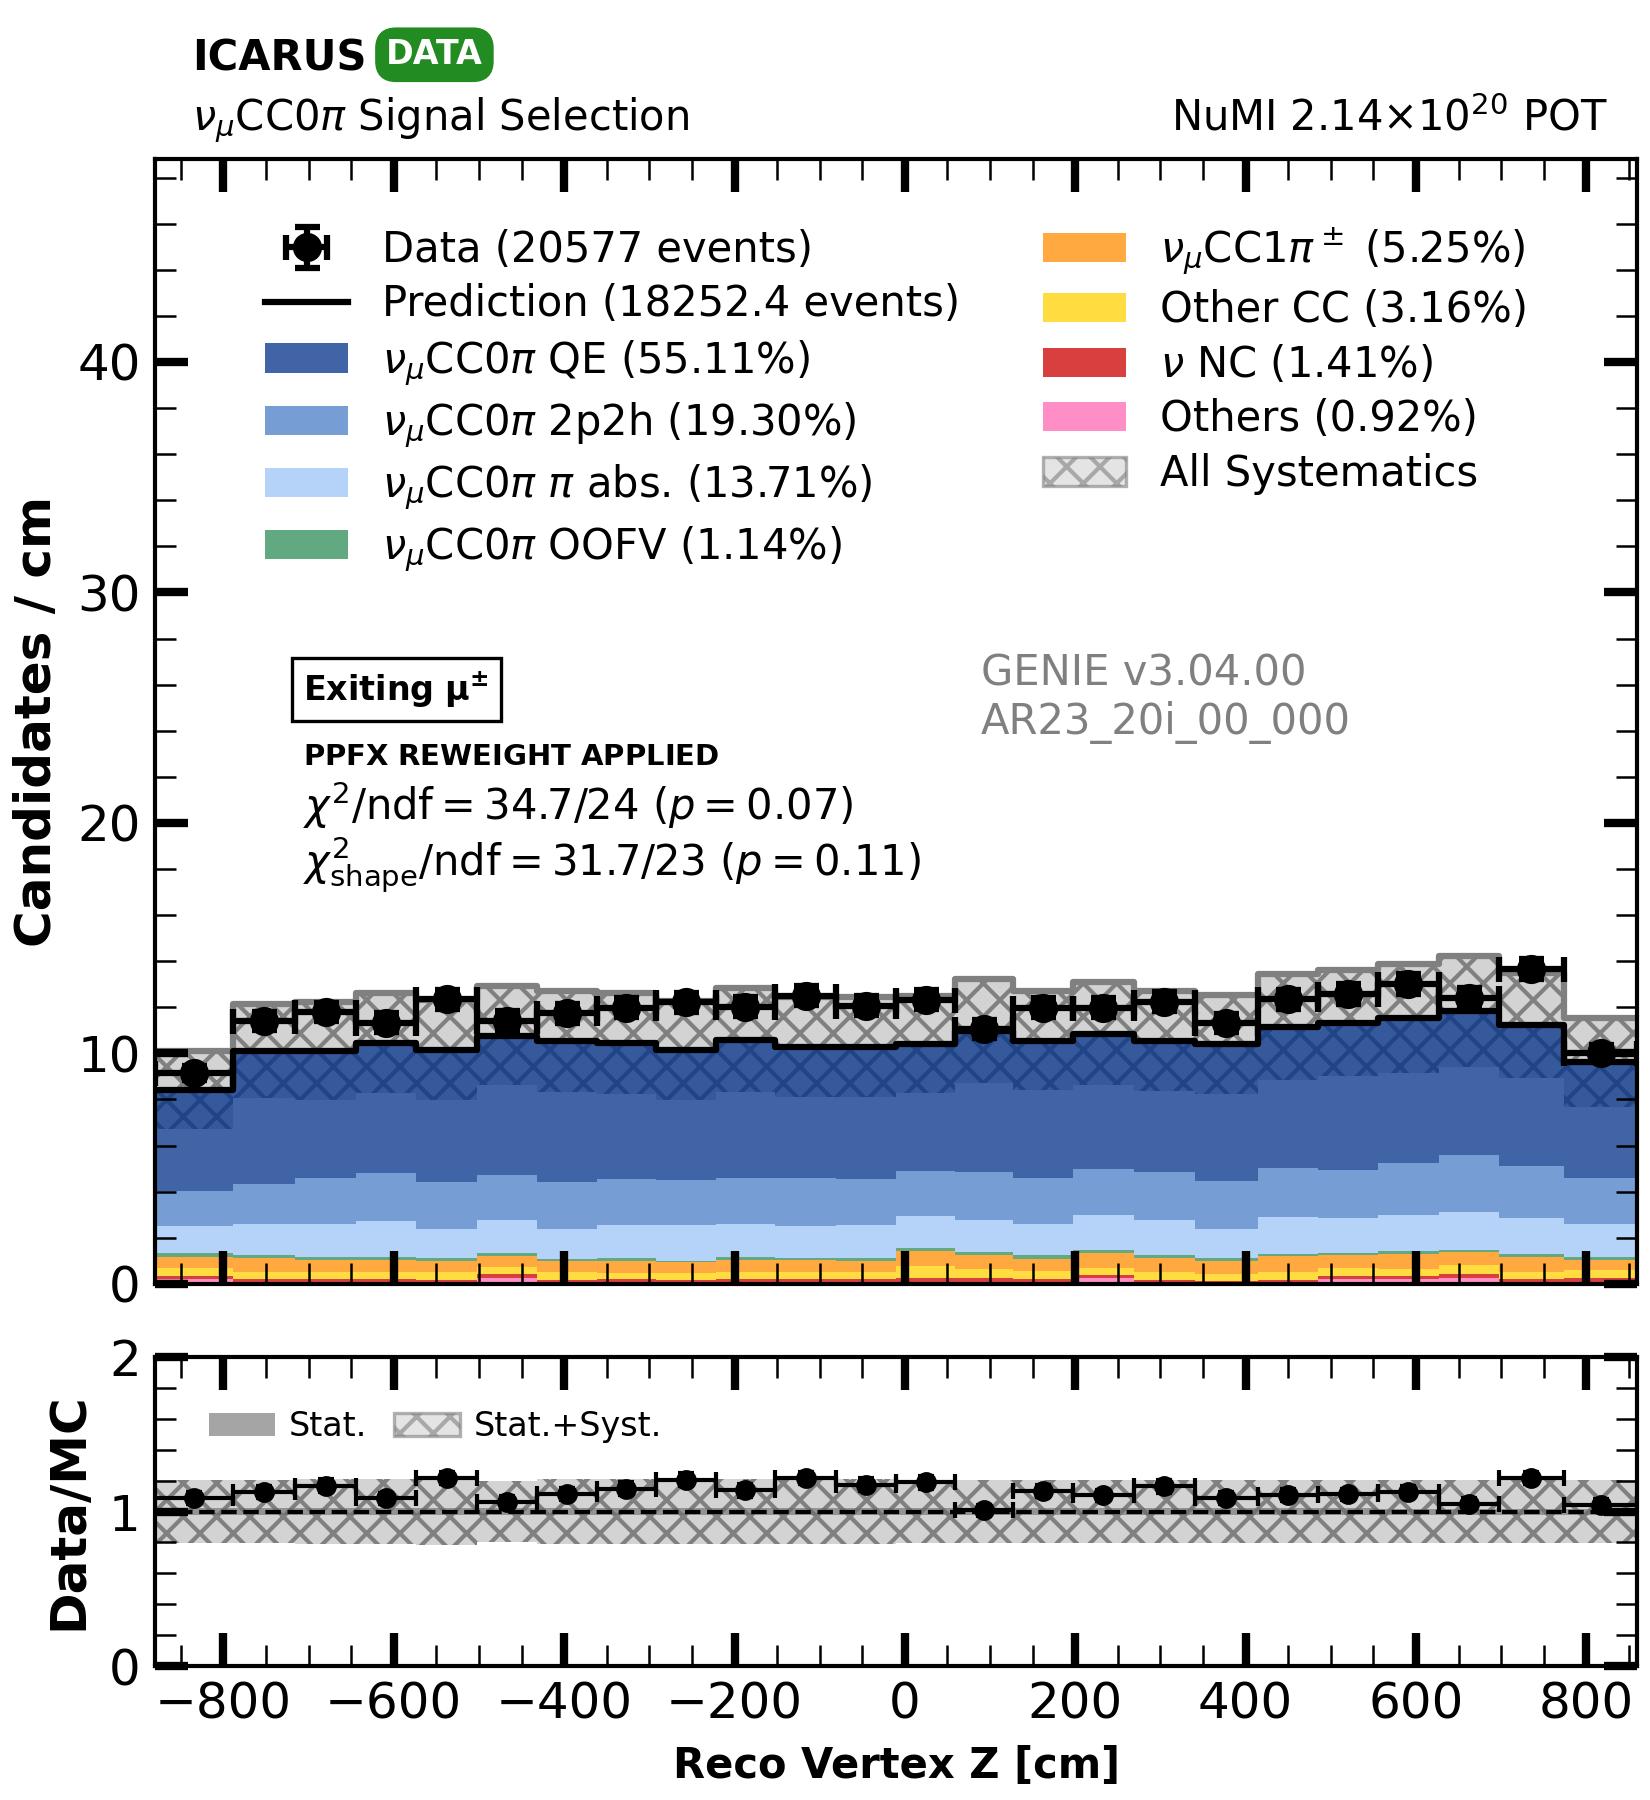 ICARUS DATA
νμCC0π Signal Selection
NuMI 2.14×10²⁰ POT
Data (20577 events)
Prediction (18252.4 events)
νμCC0π QE (55.11%)
νμCC0π 2p2h (19.30%)
νμCC0π π abs. (13.71%)
νμCC0π OOFV (1.14%)
νμCC1π± (5.25%)
Other CC (3.16%)
ν NC (1.41%)
Others (0.92%)
All Systematics
Exiting μ±
PPFX REWEIGHT APPLIED
χ²/ndf = 34.7/24 (p = 0.07)
χ²shape/ndf = 31.7/23 (p = 0.11)
GENIE v3.04.00
AR23_20i_00_000
Candidates / cm
40
30
20
10
0
Data/MC
2
1
0
Stat.
Stat.+Syst.
−800 −600 −400 −200 0 200 400 600 800
Reco Vertex Z [cm]